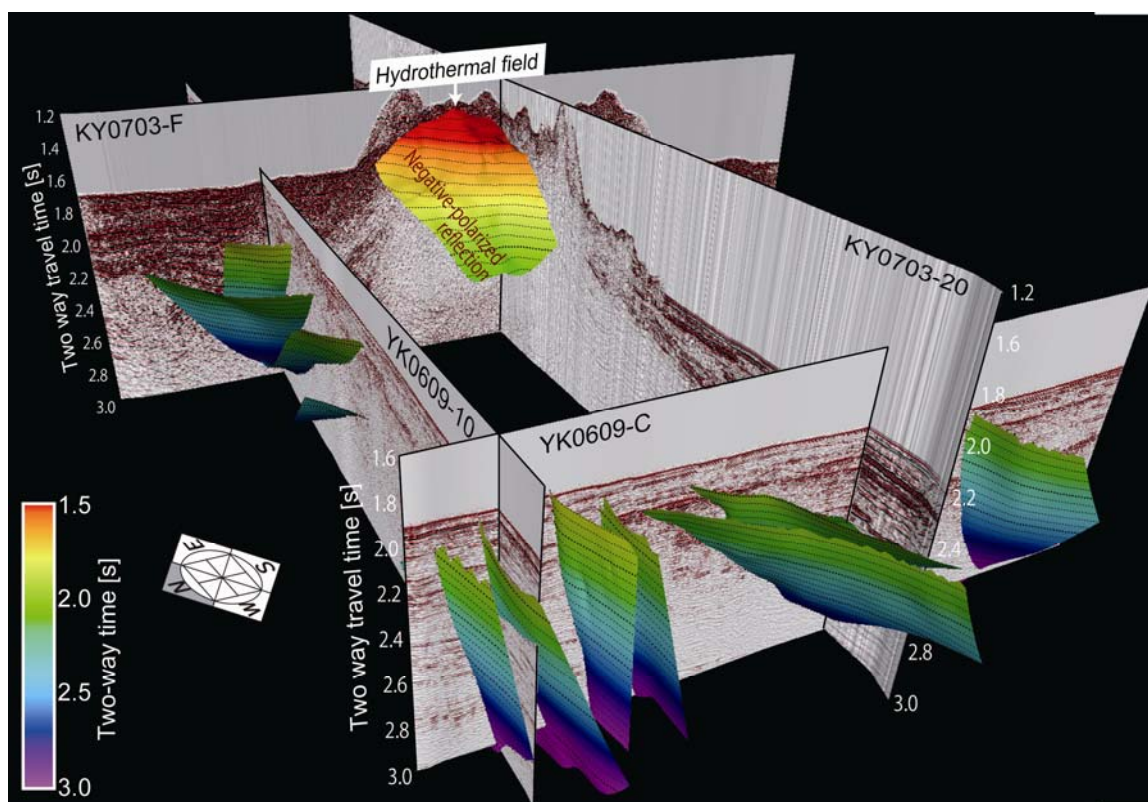 Hydrothermal field
KY0703-F
Two way travel time [s]
1.2
1.4
1.6
1.8
2.0
2.2
2.4
2.6
2.8
3.0
Negative-polarized
reflection
KY0703-20
1.2
1.6
1.8
2.0
2.2
2.4
2.8
3.0
YK0609-10
YK0609-C
Two way travel time [s]
1.6
1.8
2.0
2.2
2.4
2.6
2.8
3.0
1.5
2.0
2.5
3.0
Two-way time [s]
E
S
N
W